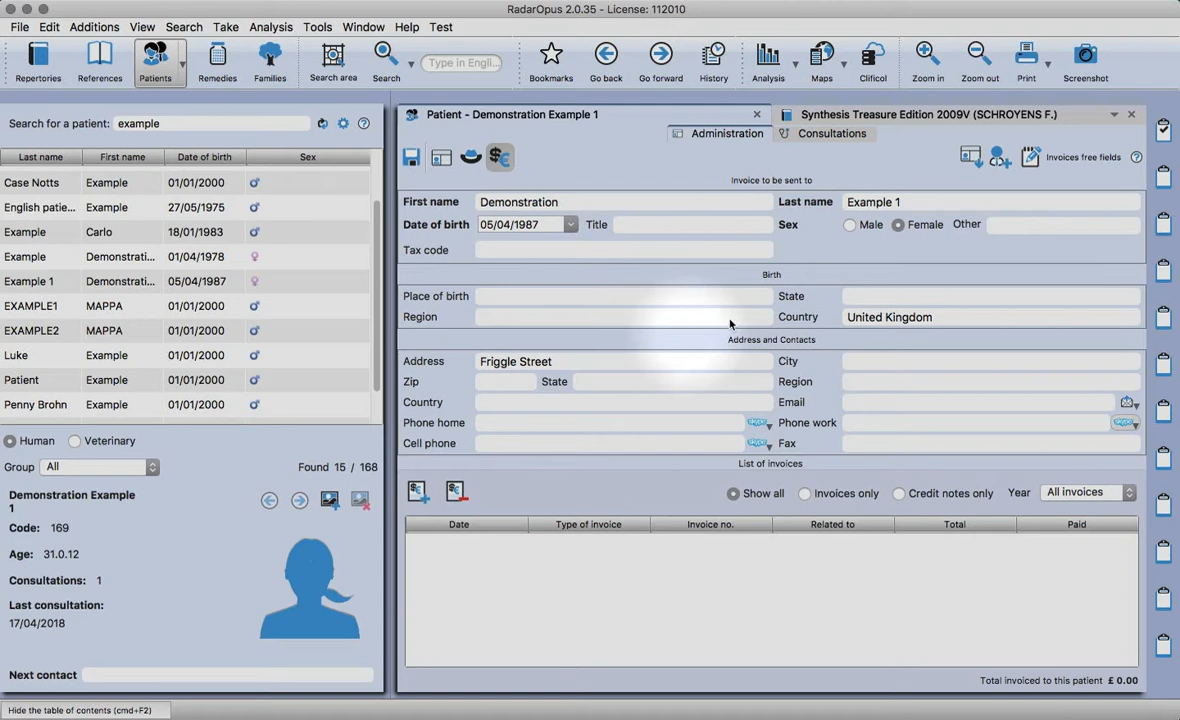 RadarOpus 2.0.35 - License: 112010
File Edit Additions View Search Take Analysis Tools Window Help Test
Repertories References Patients Remedies Families Search area Search Type in Engli... Bookmarks Go back Go forward History Analysis Maps Clificol Zoom in Zoom out Print Screenshot
Search for a patient: example
Last name First name Date of birth Sex
Case Notts Example 01/01/2000
English patie... Example 27/05/1975
Example Carlo 18/01/1983
Example Demonstrati... 01/04/1978
Example 1 Demonstrati... 05/04/1987
EXAMPLE1 MAPPA 01/01/2000
EXAMPLE2 MAPPA 01/01/2000
Luke Example 01/01/2000
Patient Example 01/01/2000
Penny Brohn Example 01/01/2000
Human Veterinary
Group All Found 15 / 168
Demonstration Example
1
Code: 169
Age: 31.0.12
Consultations: 1
Last consultation:
17/04/2018
Next contact
Hide the table of contents (cmd+F2)
Patient - Demonstration Example 1 Synthesis Treasure Edition 2009V (SCHROYENS F.)
Administration Consultations
Invoices free fields
Invoice to be sent to
First name Demonstration Last name Example 1
Date of birth 05/04/1987 Title Sex Male Female Other
Tax code
Birth
Place of birth State
Region Country United Kingdom
Address and Contacts
Address Friggle Street City
Zip State Region
Country Email
Phone home skype Phone work skype
Cell phone skype Fax
List of invoices
Show all Invoices only Credit notes only Year All invoices
Date Type of invoice Invoice no. Related to Total Paid
Total invoiced to this patient £ 0.00